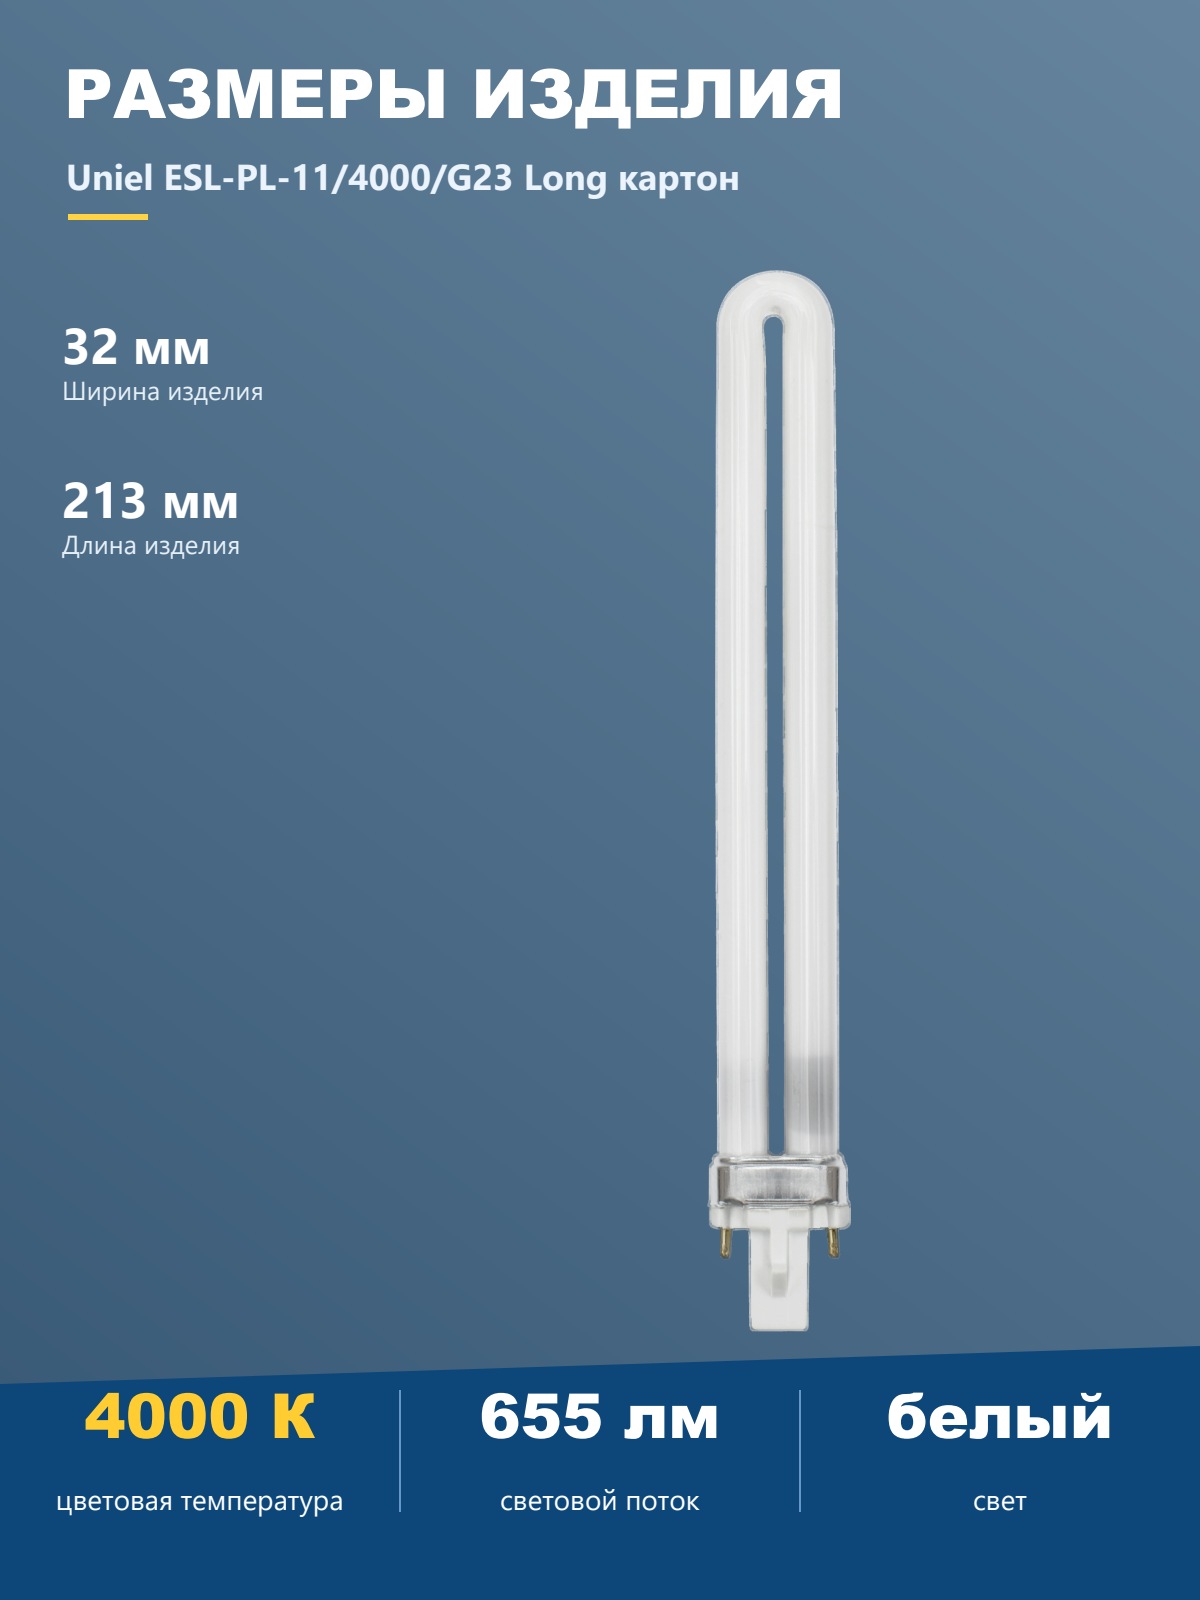 РАЗМЕРЫ ИЗДЕЛИЯ
Uniel ESL-PL-11/4000/G23 Long картон
32 мм
Ширина изделия
213 мм
Длина изделия
4000 К
цветовая температура
655 лм
световой поток
белый
свет